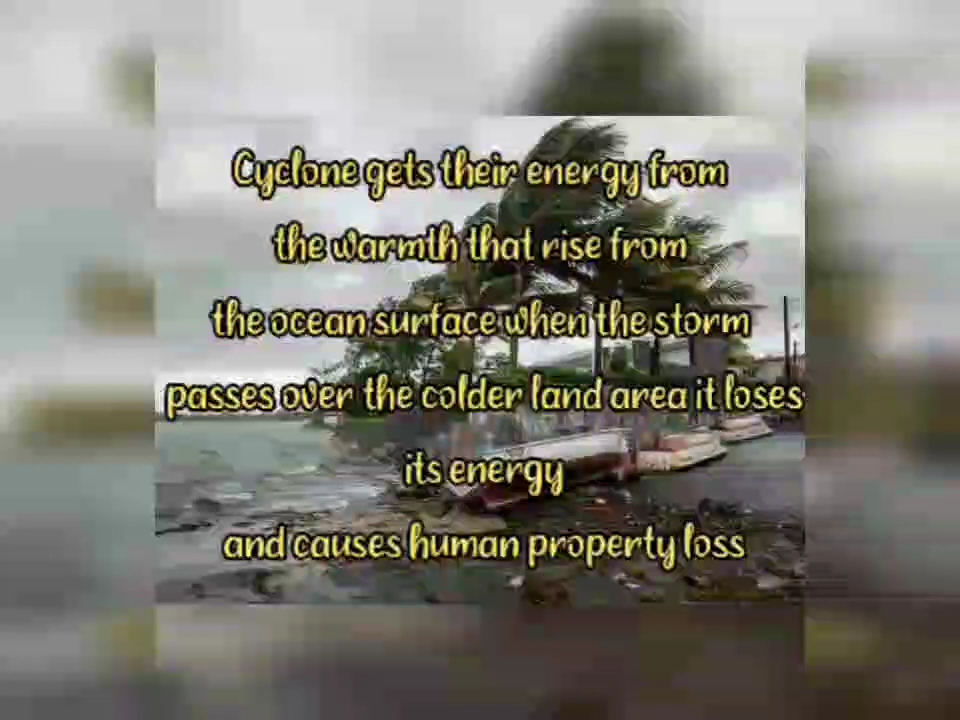 Cyclone gets their energy from
the warmth that rise from
the ocean surface when the storm
passes over the colder land area it loses
its energy
and causes human property loss